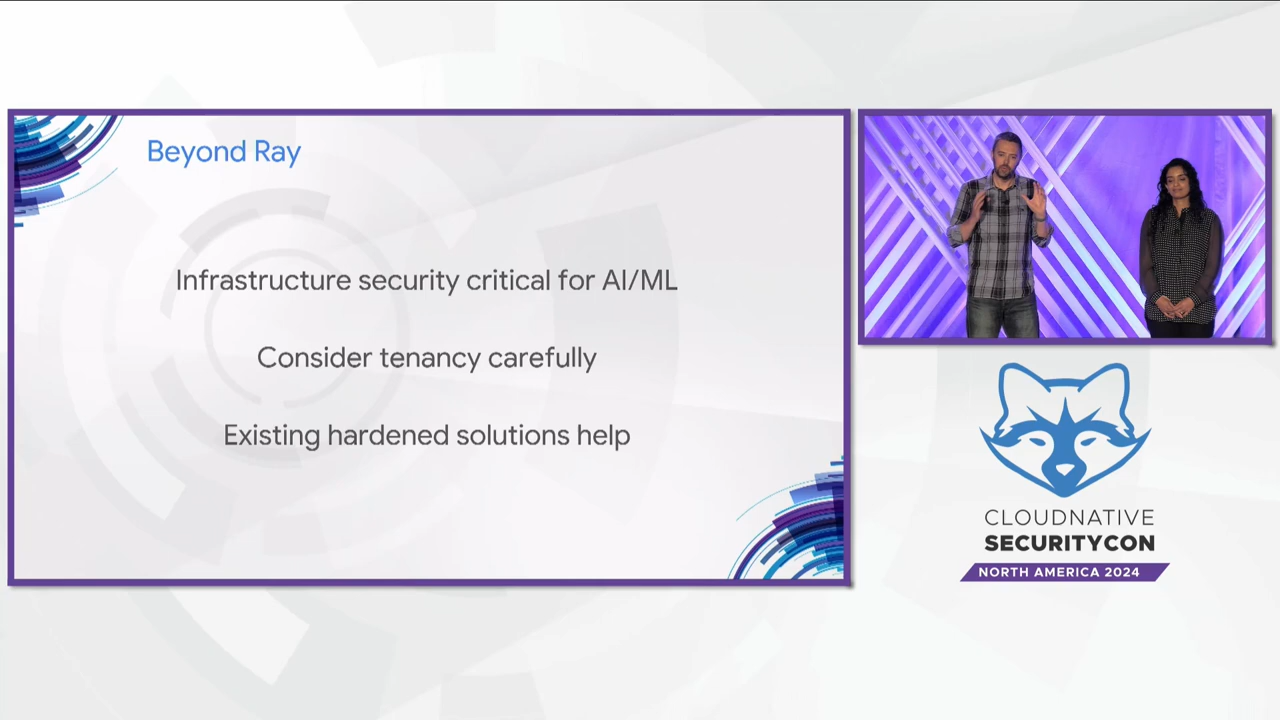 Beyond Ray
Infrastructure security critical for AI/ML
Consider tenancy carefully
Existing hardened solutions help
CLOUDNATIVE
SECURITYCON
NORTH AMERICA 2024